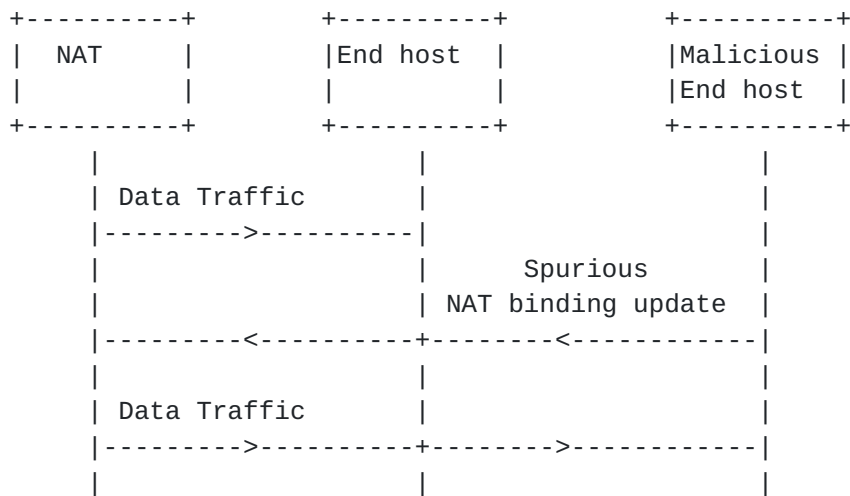 +----------+        +----------+          +----------+
|  NAT     |        |End host  |          |Malicious |
|          |        |          |          |End host  |
+----------+        +----------+          +----------+
     |                    |                     |
     | Data Traffic       |                     |
     |--------->----------|                     |
     |                    |      Spurious       |
     |                    | NAT binding update  |
     |---------<----------+--------<------------|
     |                    |                     |
     | Data Traffic       |                     |
     |--------->----------+-------->------------|
     |                    |                     |